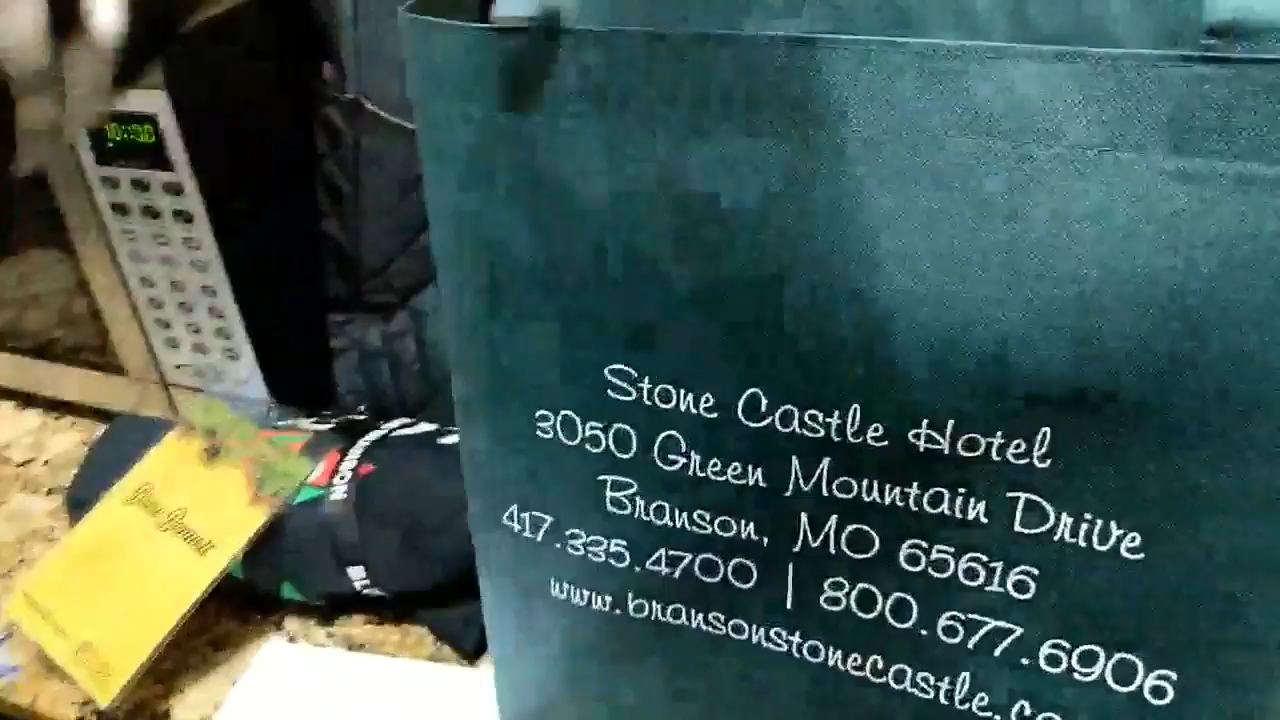 Stone Castle Hotel
3050 Green Mountain Drive
Branson, MO 65616
417.335.4700 | 800.677.6906
www.bransonstonecastle.co